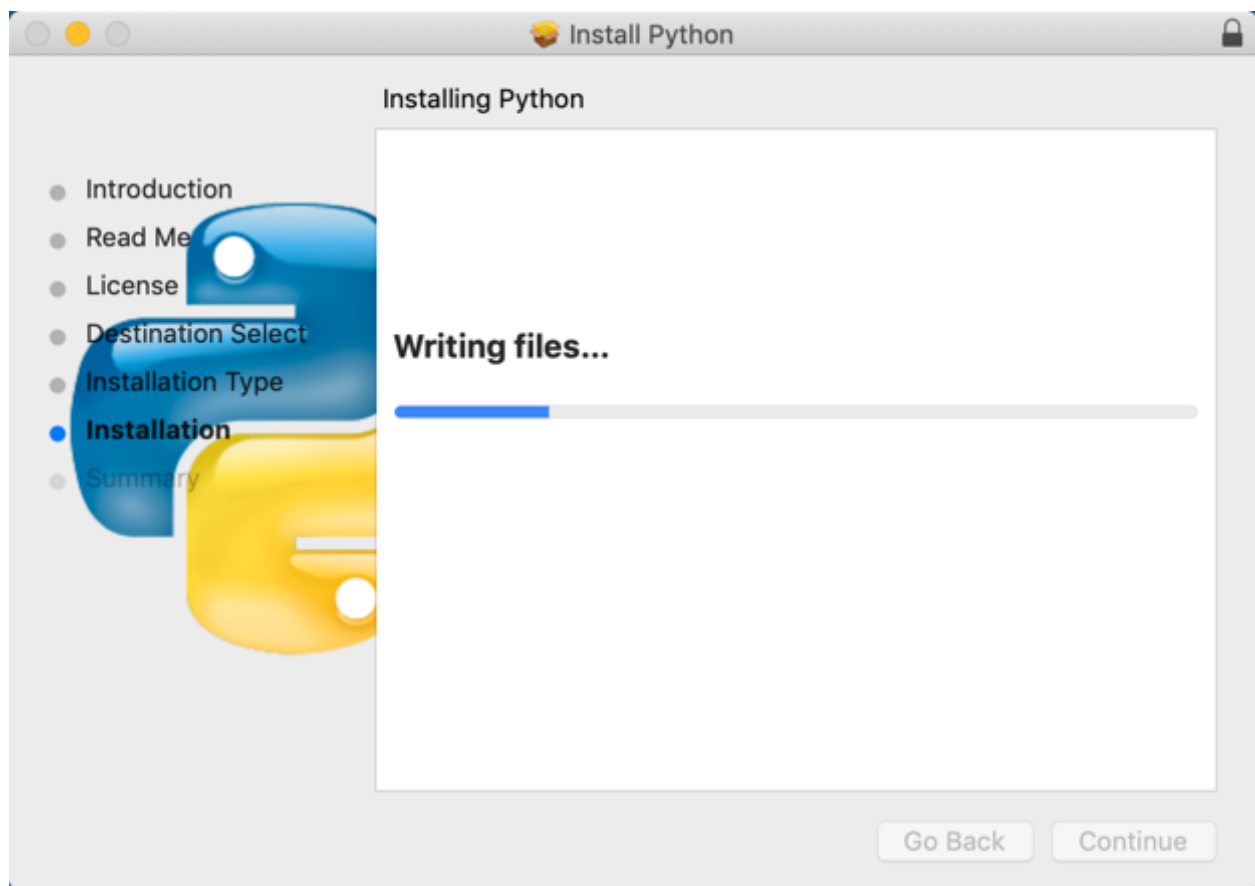 Install Python
Installing Python
Introduction
Read Me
License
Destination Select
Installation Type
Installation
Summary
Writing files...
Go Back
Continue